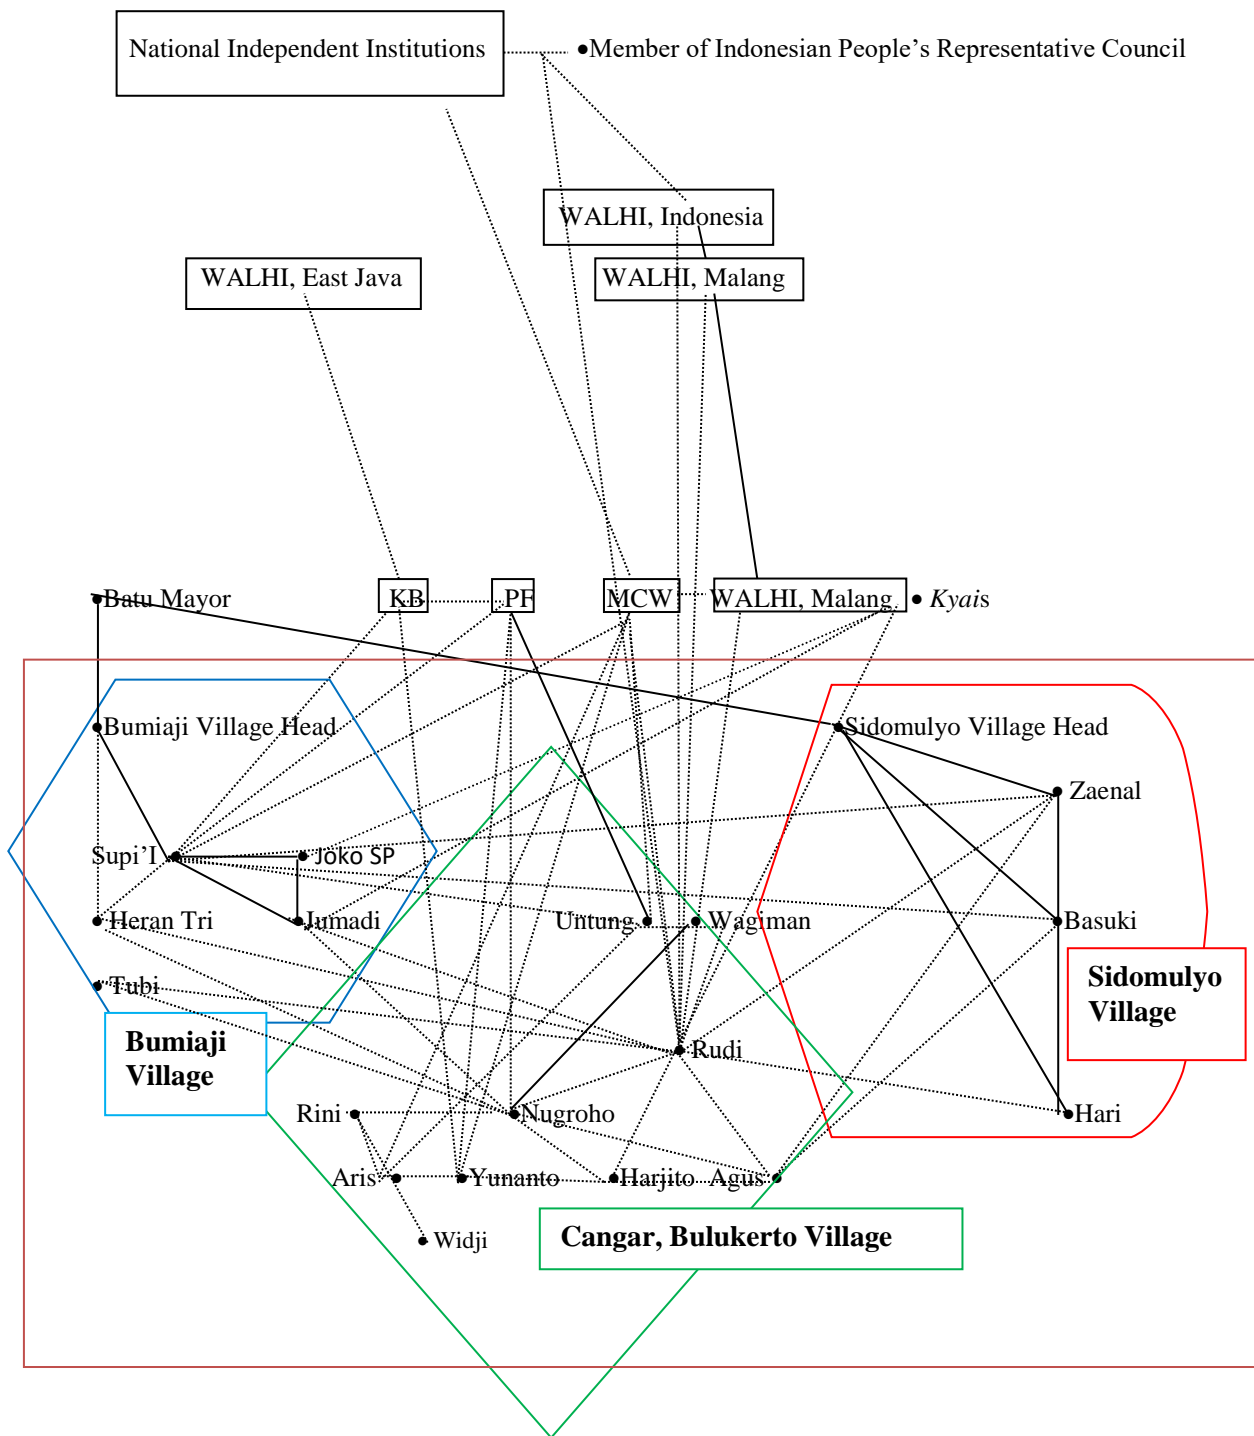 National Independent Institutions
Member of Indonesian People's Representative Council
WALHI, Indonesia
WALHI, East Java
WALHI, Malang
Batu Mayor
KB
PF
MCW
WALHI, Malang
Kyais
Bumiaji Village Head
Sidomulyo Village Head
Zaenal
Supi'I
Joko SP
Heran Tri
Jumadi
Untung
Wagiman
Basuki
Tubi
Sidomulyo
Village
Bumiaji
Village
Rudi
Rini
Nugroho
Hari
Aris
Yunanto
Harjito
Agus
Widji
Cangar, Bulukerto Village